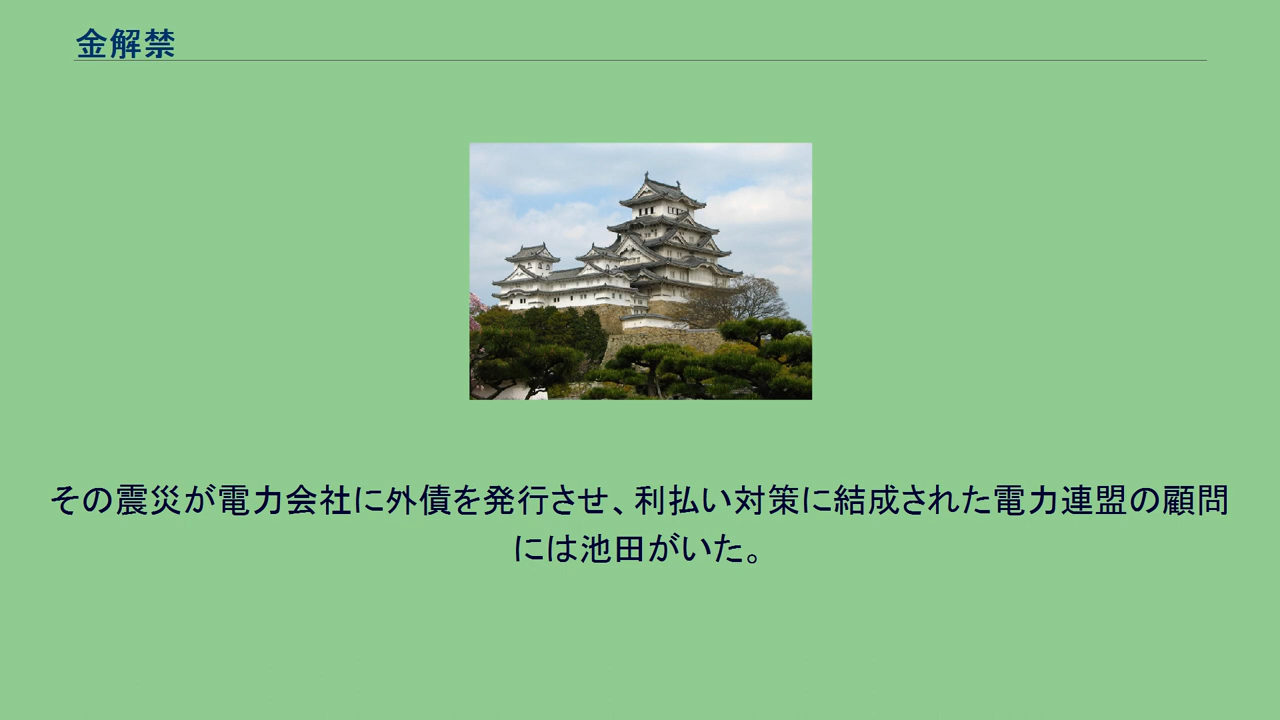 金解禁
その震災が電力会社に外債を発行させ、利払い対策に結成された電力連盟の顧問
には池田がいた。